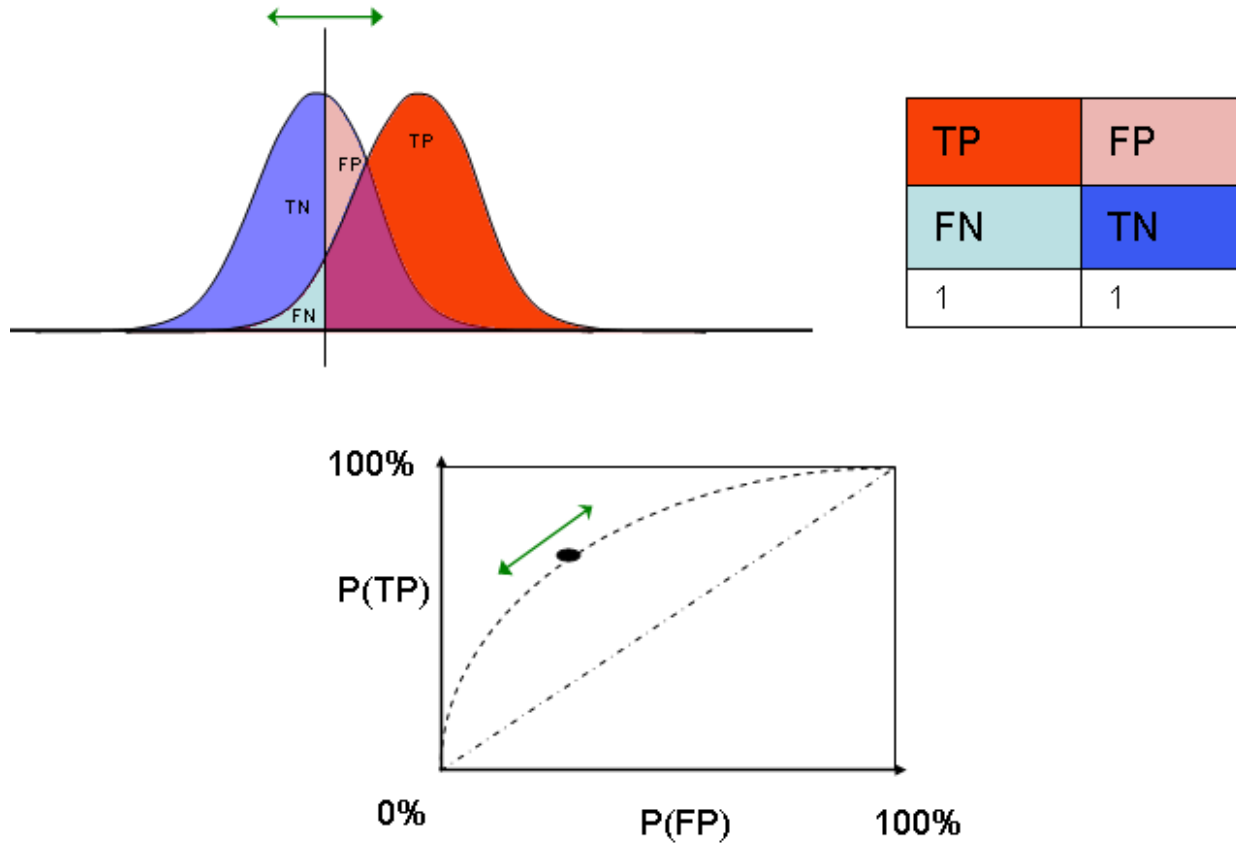 TP
FP
TN
FN
TP FP
FN TN
1 1
100%
P(TP)
0% P(FP) 100%